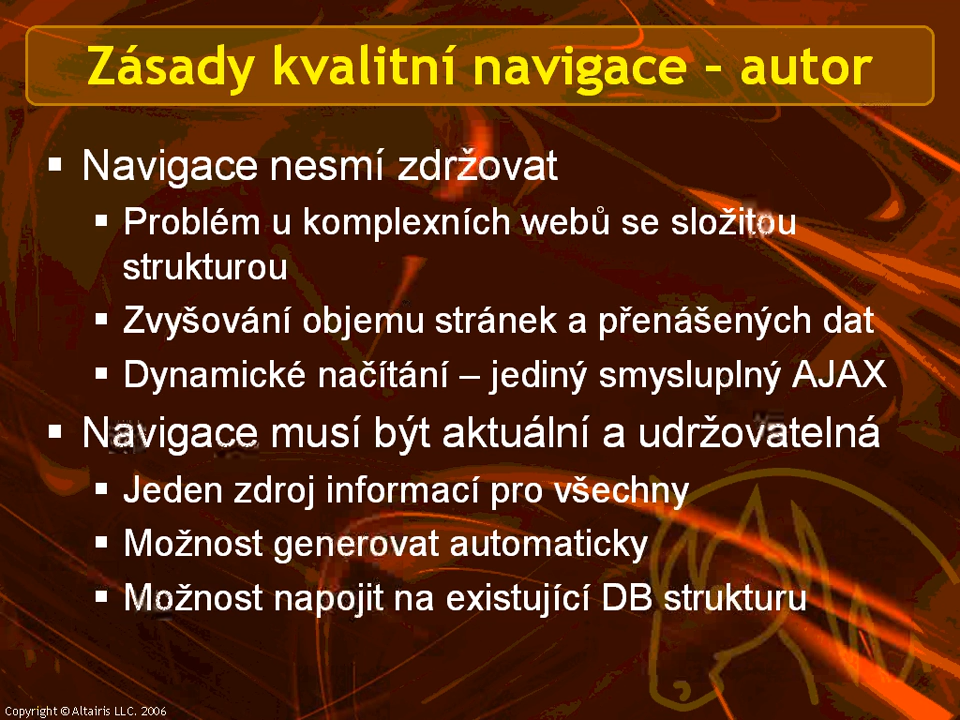 Zásady kvalitní navigace – autor
▪ Navigace nesmí zdržovat
▪ Problém u komplexních webů se složitou
strukturou
▪ Zvyšování objemu stránek a přenášených dat
▪ Dynamické načítání – jediný smysluplný AJAX
▪ Navigace musí být aktuální a udržovatelná
▪ Jeden zdroj informací pro všechny
▪ Možnost generovat automaticky
▪ Možnost napojit na existující DB strukturu
Copyright © Altairis LLC. 2006